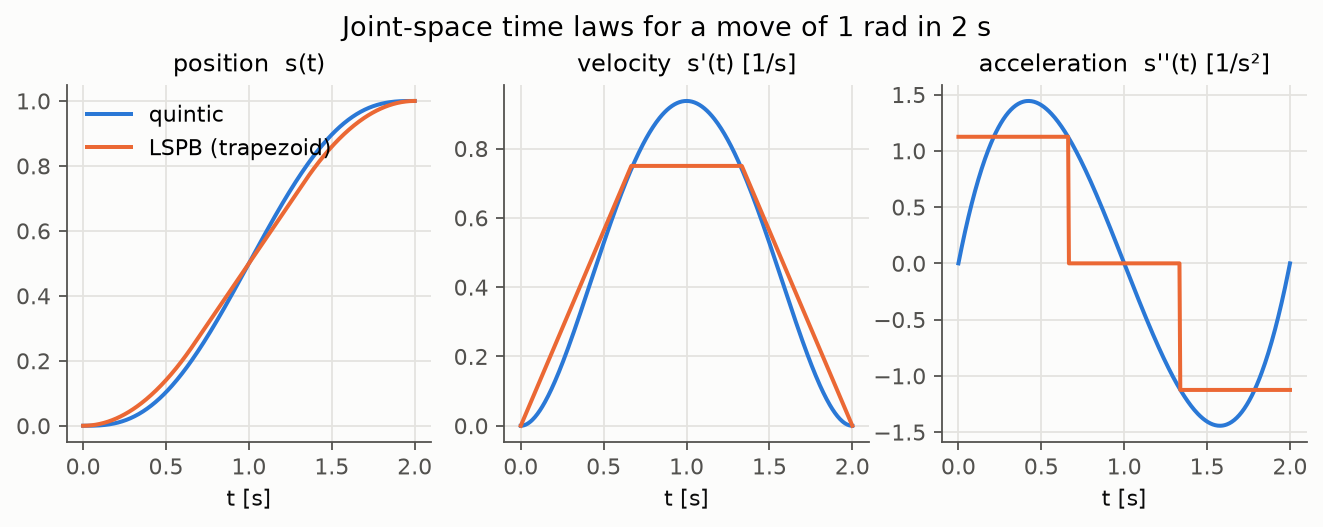 Joint-space time laws for a move of 1 rad in 2 s
position  s(t)
1.0
0.8
0.6
0.4
0.2
0.0
quintic
LSPB (trapezoid)
0.0 0.5 1.0 1.5 2.0
t [s]
velocity  s'(t) [1/s]
0.8
0.6
0.4
0.2
0.0
0.0 0.5 1.0 1.5 2.0
t [s]
acceleration  s''(t) [1/s²]
1.5
1.0
0.5
0.0
−0.5
−1.0
−1.5
0.0 0.5 1.0 1.5 2.0
t [s]